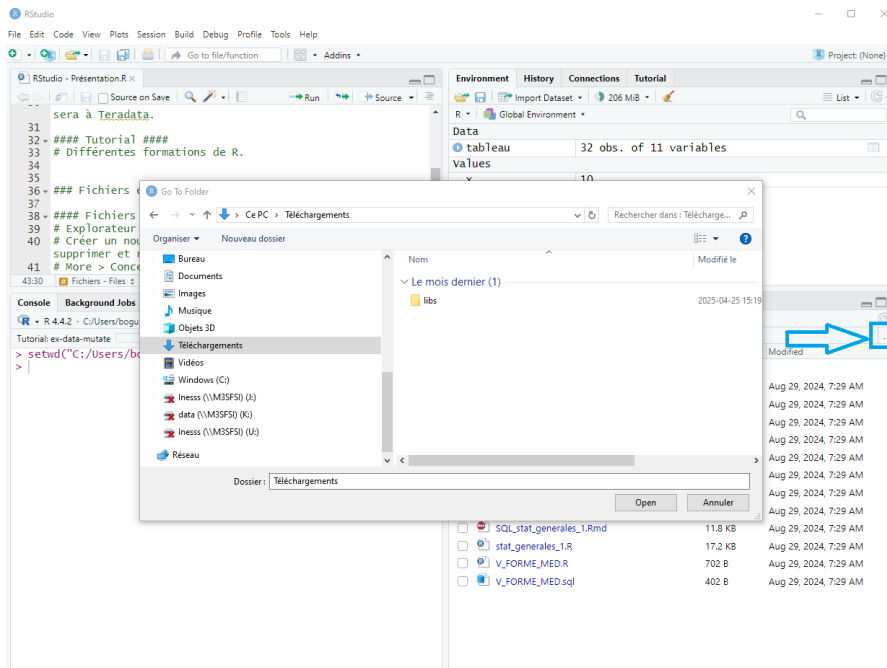 RStudio
File Edit Code View Plots Session Build Debug Profile Tools Help
Go to file/function Addins Project: (None)
RStudio - Présentation.R
Source on Save Run Source
sera à Teradata.
31
32 #### Tutorial ####
33 # Différentes formations de R.
34
35
36 ### Fichiers
37
38 #### Fichiers
39 # Explorateur
40 # Créer un nou
supprimer et
41 # More > Conce
43:30 # Fichiers - Files
Console Background Jobs
R 4.4.2 · C:/Users/bogu
Tutorial: ex-data-mutate
> setwd("C:/Users/bo
>
Environment History Connections Tutorial
Import Dataset 206 MiB List
R Global Environment
Data
tableau 32 obs. of 11 variables
Values
x 10
Go To Folder
Ce PC > Téléchargements Rechercher dans : Télécharge...
Organiser Nouveau dossier
Bureau
Documents
Images
Musique
Objets 3D
Téléchargements
Vidéos
Windows (C:)
Inesss (\\M3SFSI) (J:)
data (\\M3SFSI) (K:)
Inesss (\\M3SFSI) (U:)
Réseau
Nom Modifié le
Le mois dernier (1)
libs 2025-04-25 15:19
Dossier : Téléchargements
Open Annuler
...
Modified
Aug 29, 2024, 7:29 AM
Aug 29, 2024, 7:29 AM
Aug 29, 2024, 7:29 AM
Aug 29, 2024, 7:29 AM
Aug 29, 2024, 7:29 AM
Aug 29, 2024, 7:29 AM
Aug 29, 2024, 7:29 AM
Aug 29, 2024, 7:29 AM
SQL_stat_generales_1.Rmd 11.8 KB Aug 29, 2024, 7:29 AM
stat_generales_1.R 17.2 KB Aug 29, 2024, 7:29 AM
V_FORME_MED.R 702 B Aug 29, 2024, 7:29 AM
V_FORME_MED.sql 402 B Aug 29, 2024, 7:29 AM